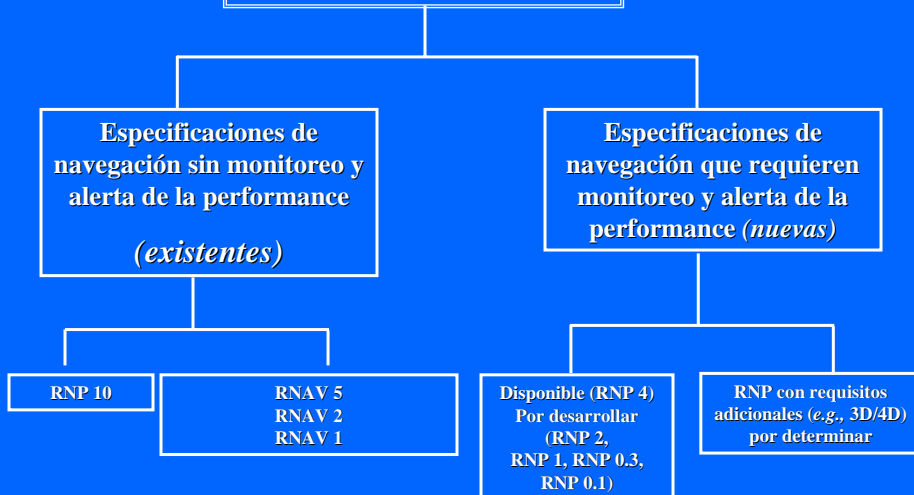 Especificaciones de
navegación sin monitoreo y
alerta de la performance
(existentes)
Especificaciones de
navegación que requieren
monitoreo y alerta de la
performance (nuevas)
RNP 10
RNAV 5
RNAV 2
RNAV 1
Disponible (RNP 4)
Por desarrollar
(RNP 2,
RNP 1, RNP 0.3,
RNP 0.1)
RNP con requisitos
adicionales (e.g., 3D/4D)
por determinar